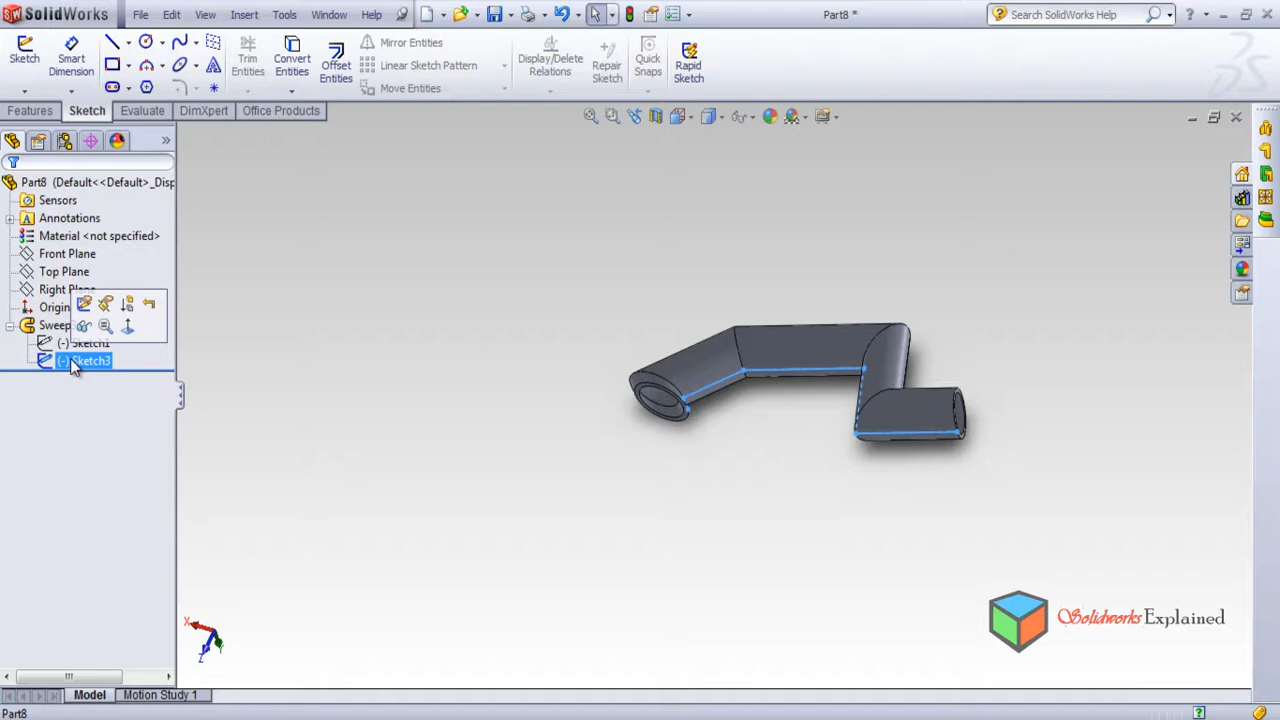 SolidWorks
File Edit View Insert Tools Window Help
Part8 *
Search SolidWorks Help
Sketch
Smart Dimension
Trim Entities
Convert Entities
Offset Entities
Mirror Entities
Linear Sketch Pattern
Move Entities
Display/Delete Relations
Repair Sketch
Quick Snaps
Rapid Sketch
Features Sketch Evaluate DimXpert Office Products
Part8 (Default<<Default>_Disp
Sensors
Annotations
Material <not specified>
Front Plane
Top Plane
Right Plane
Origin
Sweep
(-) Sketch1
(-) Sketch3
X
Z
Solidworks Explained
Model Motion Study 1
Part8